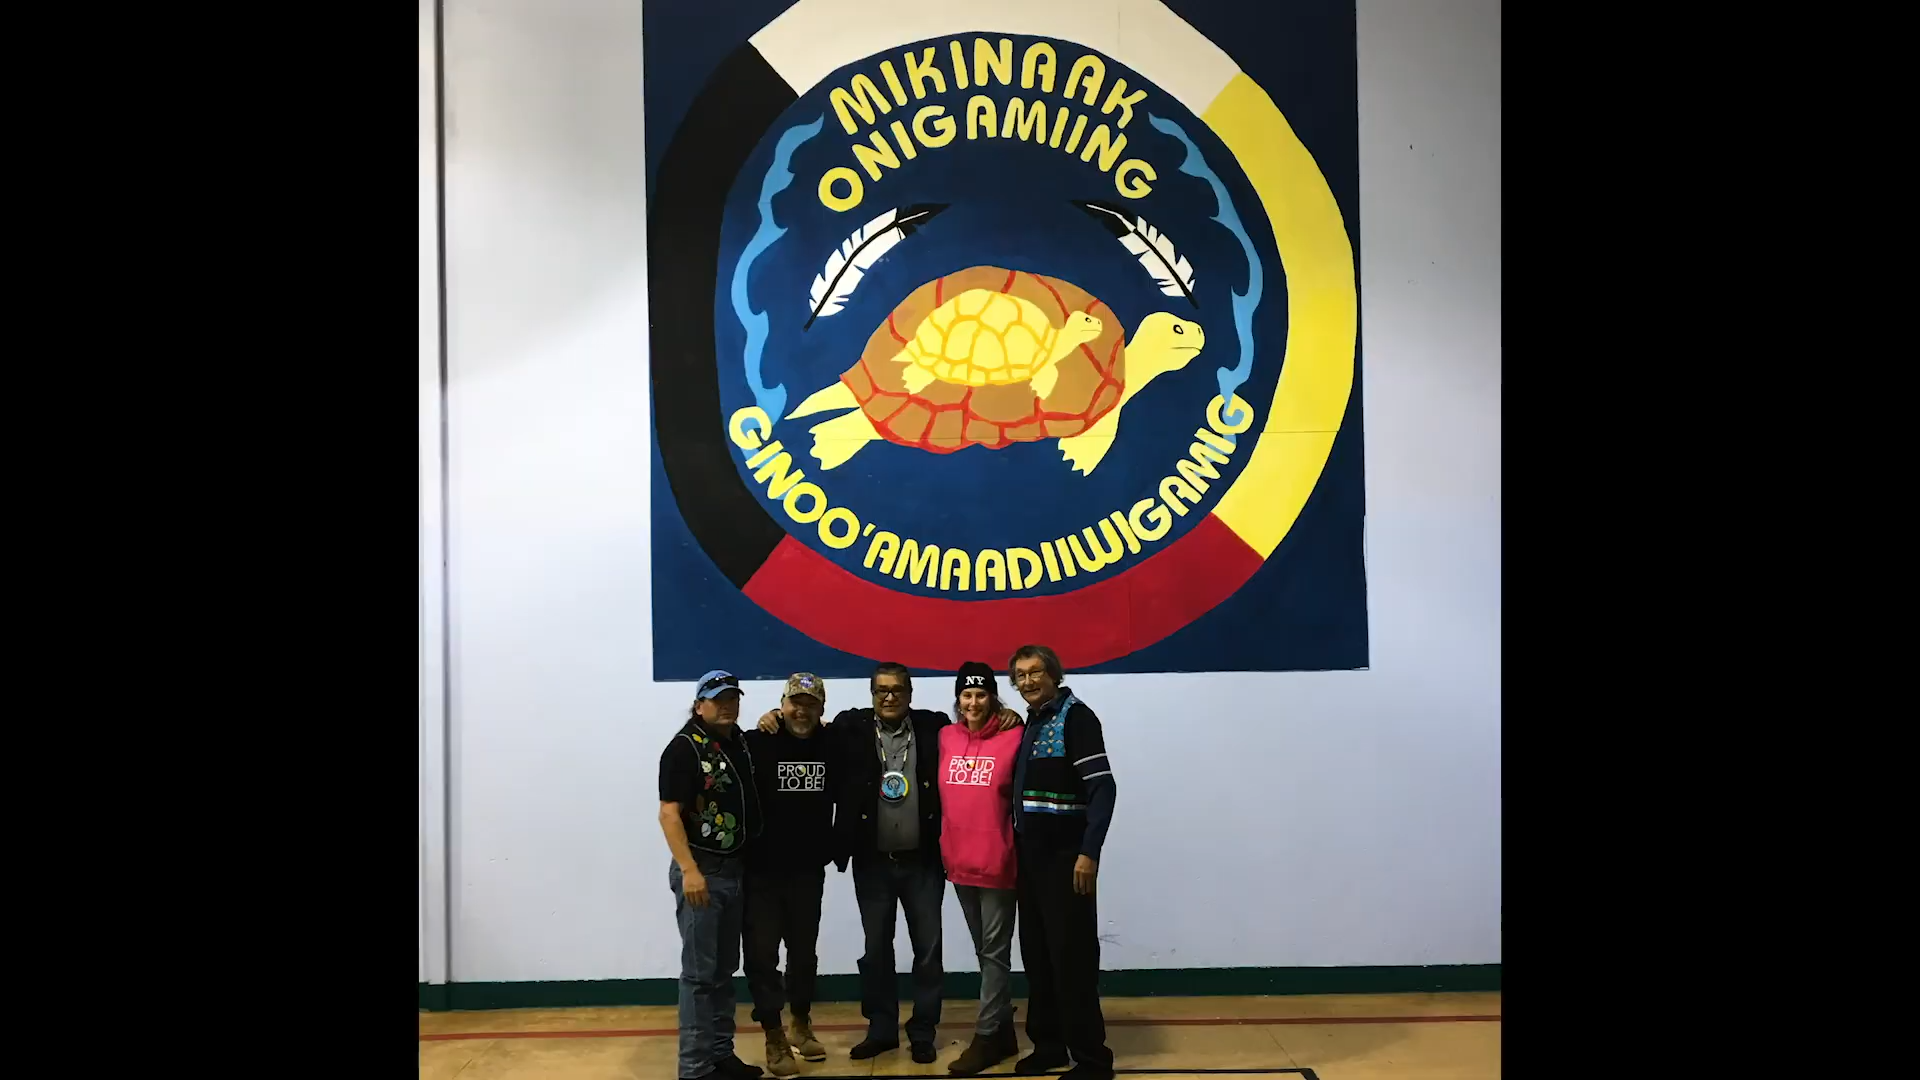 MIKINAAK
ONIGAMIING
GINOO'AMAADIIWIGAMIG
NY
PROUD
TO BE!
PROUD
TO BE!